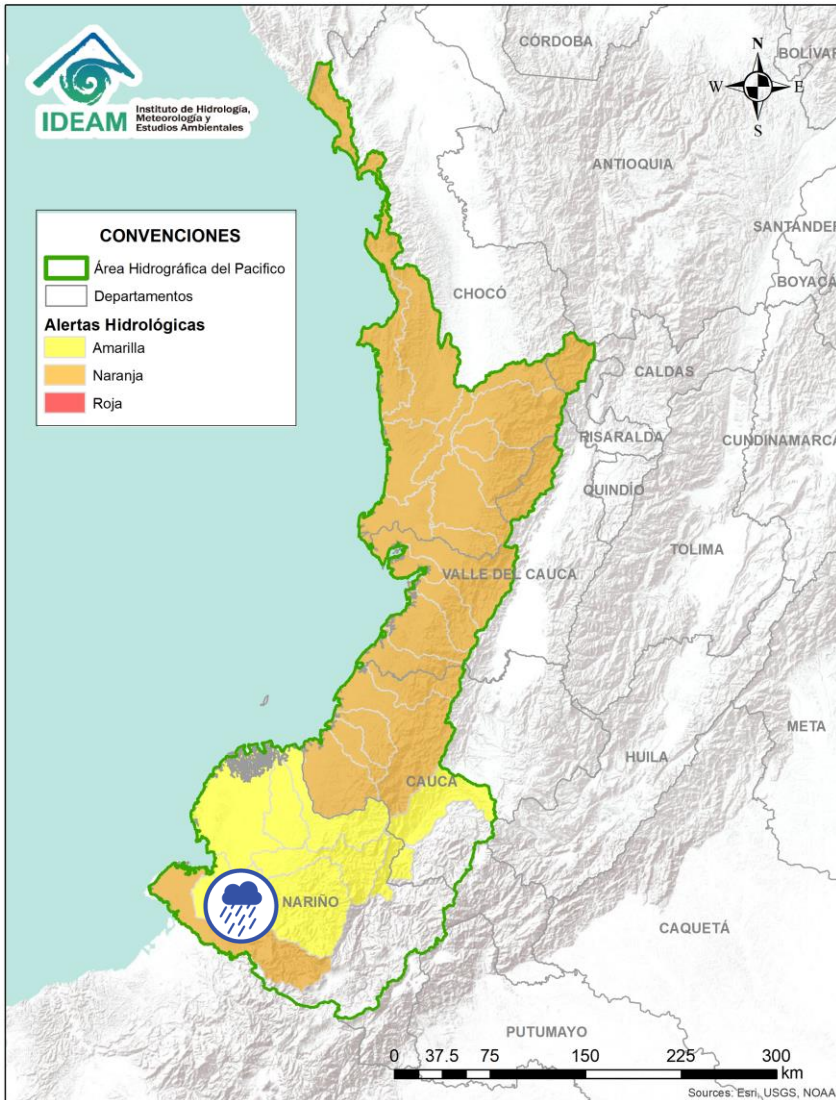 IDEAM
Instituto de Hidrología,
Meteorología y
Estudios Ambientales
N
W
E
S
CÓRDOBA
BOLÍVAR
ANTIOQUIA
SANTANDER
BOYACÁ
CHOCÓ
CALDAS
RISARALDA
CUNDINAMARCA
QUINDÍO
TOLIMA
VALLE DEL CAUCA
META
HUILA
CAUCA
NARIÑO
CAQUETÁ
PUTUMAYO
CONVENCIONES
Área Hidrográfica del Pacifico
Departamentos
Alertas Hidrológicas
Amarilla
Naranja
Roja
0 37.5 75 150 225 300
km
Sources: Esri, USGS, NOAA